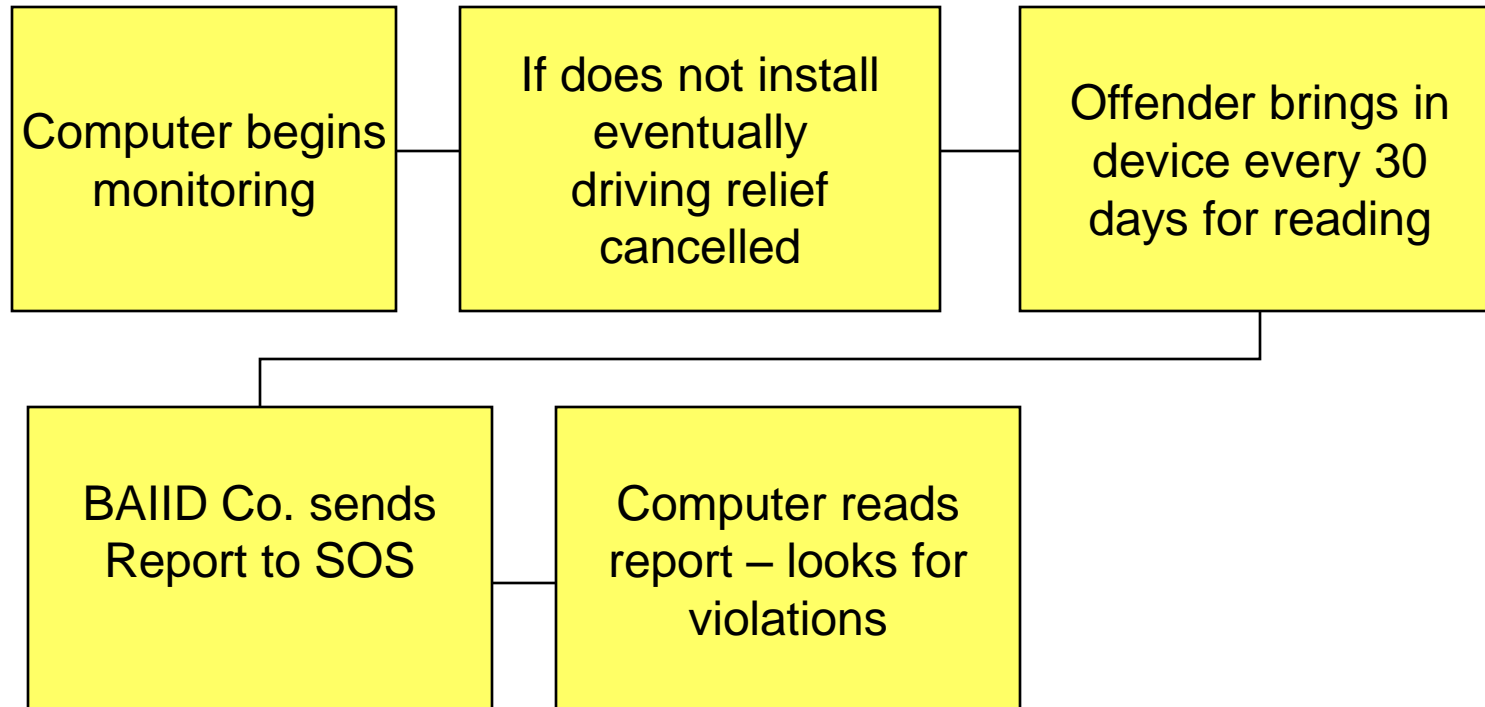 Computer begins
monitoring
If does not install
eventually
driving relief
cancelled
Offender brings in
device every 30
days for reading
BAIID Co. sends
Report to SOS
Computer reads
report – looks for
violations